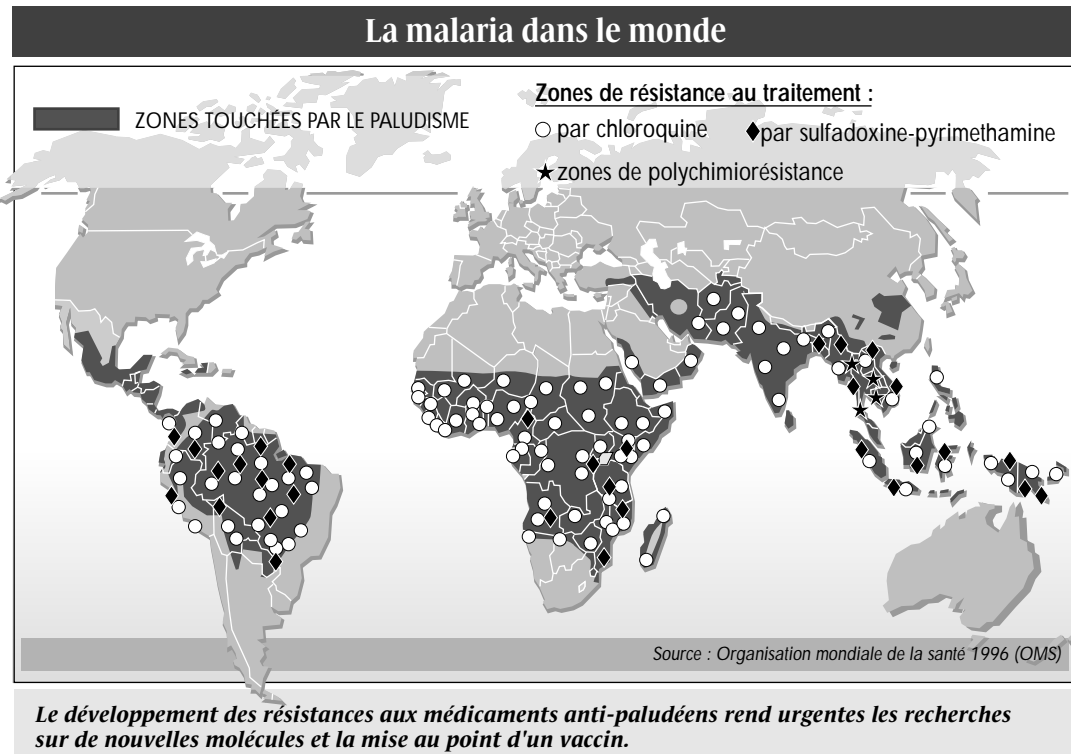 La malaria dans le monde
ZONES TOUCHÉES PAR LE PALUDISME
Zones de résistance au traitement :
par chloroquine
par sulfadoxine-pyrimethamine
zones de polychimiorésistance
Source : Organisation mondiale de la santé 1996 (OMS)
Le développement des résistances aux médicaments anti-paludéens rend urgentes les recherches
sur de nouvelles molécules et la mise au point d'un vaccin.